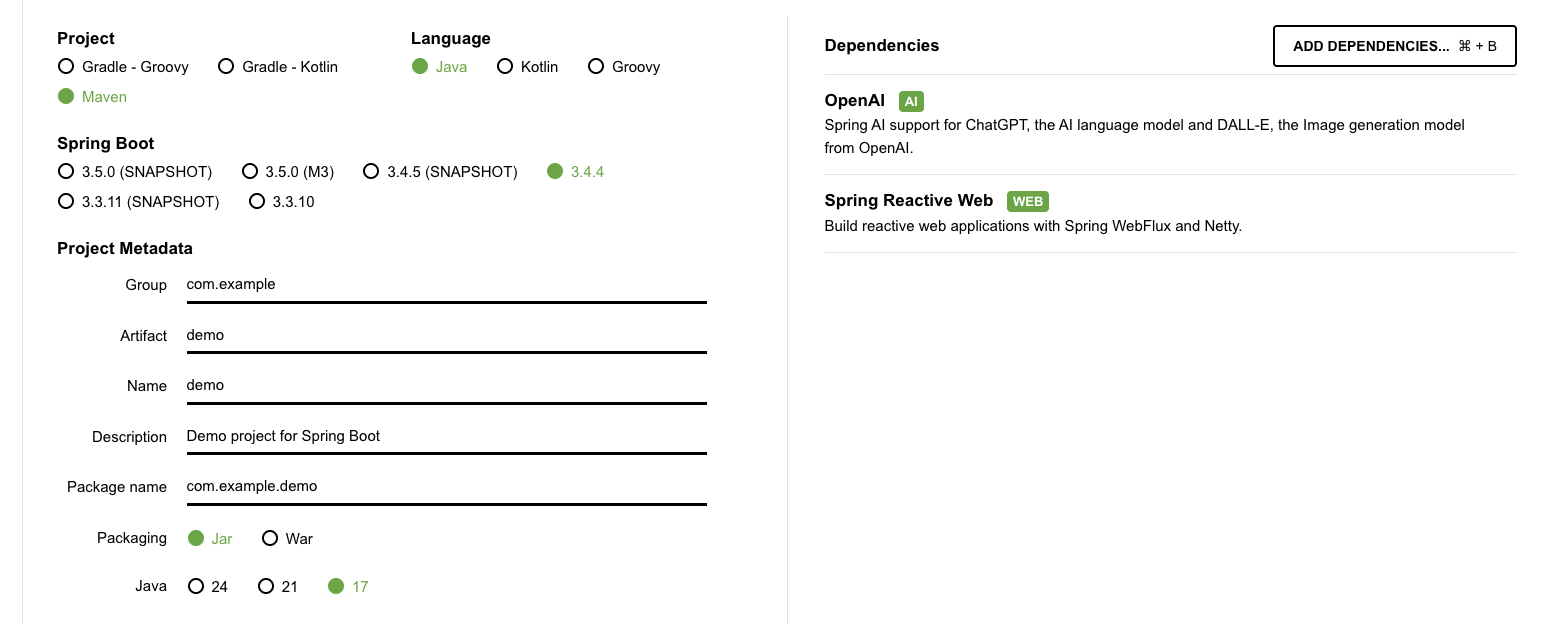 Project
Gradle - Groovy Gradle - Kotlin
Maven
Language
Java Kotlin Groovy
Spring Boot
3.5.0 (SNAPSHOT) 3.5.0 (M3) 3.4.5 (SNAPSHOT) 3.4.4
3.3.11 (SNAPSHOT) 3.3.10
Project Metadata
Group com.example
Artifact demo
Name demo
Description Demo project for Spring Boot
Package name com.example.demo
Packaging Jar War
Java 24 21 17
Dependencies ADD DEPENDENCIES... ⌘ + B
OpenAI AI
Spring AI support for ChatGPT, the AI language model and DALL-E, the Image generation model
from OpenAI.
Spring Reactive Web WEB
Build reactive web applications with Spring WebFlux and Netty.